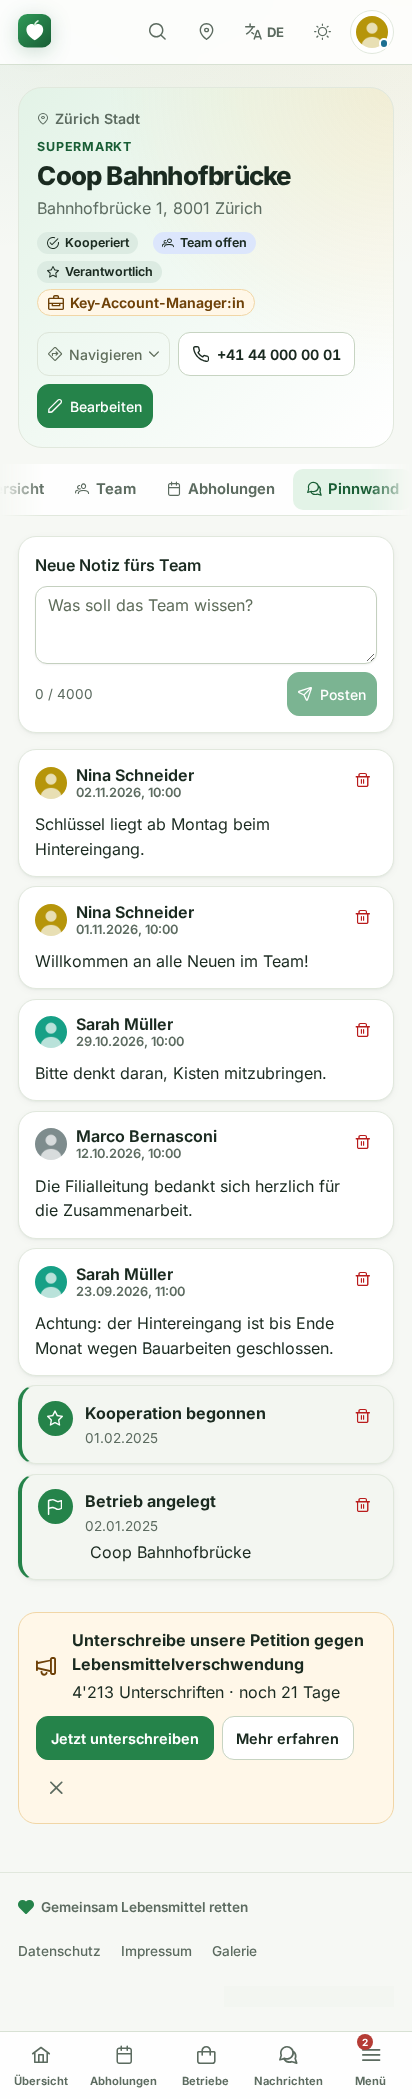 DE
Zürich Stadt
SUPERMARKT
Coop Bahnhofbrücke
Bahnhofbrücke 1, 8001 Zürich
Kooperiert
Team offen
Verantwortlich
Key-Account-Manager:in
Navigieren
+41 44 000 00 01
Bearbeiten
rsicht
Team
Abholungen
Pinnwand
Neue Notiz fürs Team
Was soll das Team wissen?
0 / 4000
Posten
Nina Schneider
02.11.2026, 10:00
Schlüssel liegt ab Montag beim
Hintereingang.
Nina Schneider
01.11.2026, 10:00
Willkommen an alle Neuen im Team!
Sarah Müller
29.10.2026, 10:00
Bitte denkt daran, Kisten mitzubringen.
Marco Bernasconi
12.10.2026, 10:00
Die Filialleitung bedankt sich herzlich für
die Zusammenarbeit.
Sarah Müller
23.09.2026, 11:00
Achtung: der Hintereingang ist bis Ende
Monat wegen Bauarbeiten geschlossen.
Kooperation begonnen
01.02.2025
Betrieb angelegt
02.01.2025
Coop Bahnhofbrücke
Unterschreibe unsere Petition gegen
Lebensmittelverschwendung
4'213 Unterschriften · noch 21 Tage
Jetzt unterschreiben
Mehr erfahren
Gemeinsam Lebensmittel retten
Datenschutz
Impressum
Galerie
2
Übersicht
Abholungen
Betriebe
Nachrichten
Menü